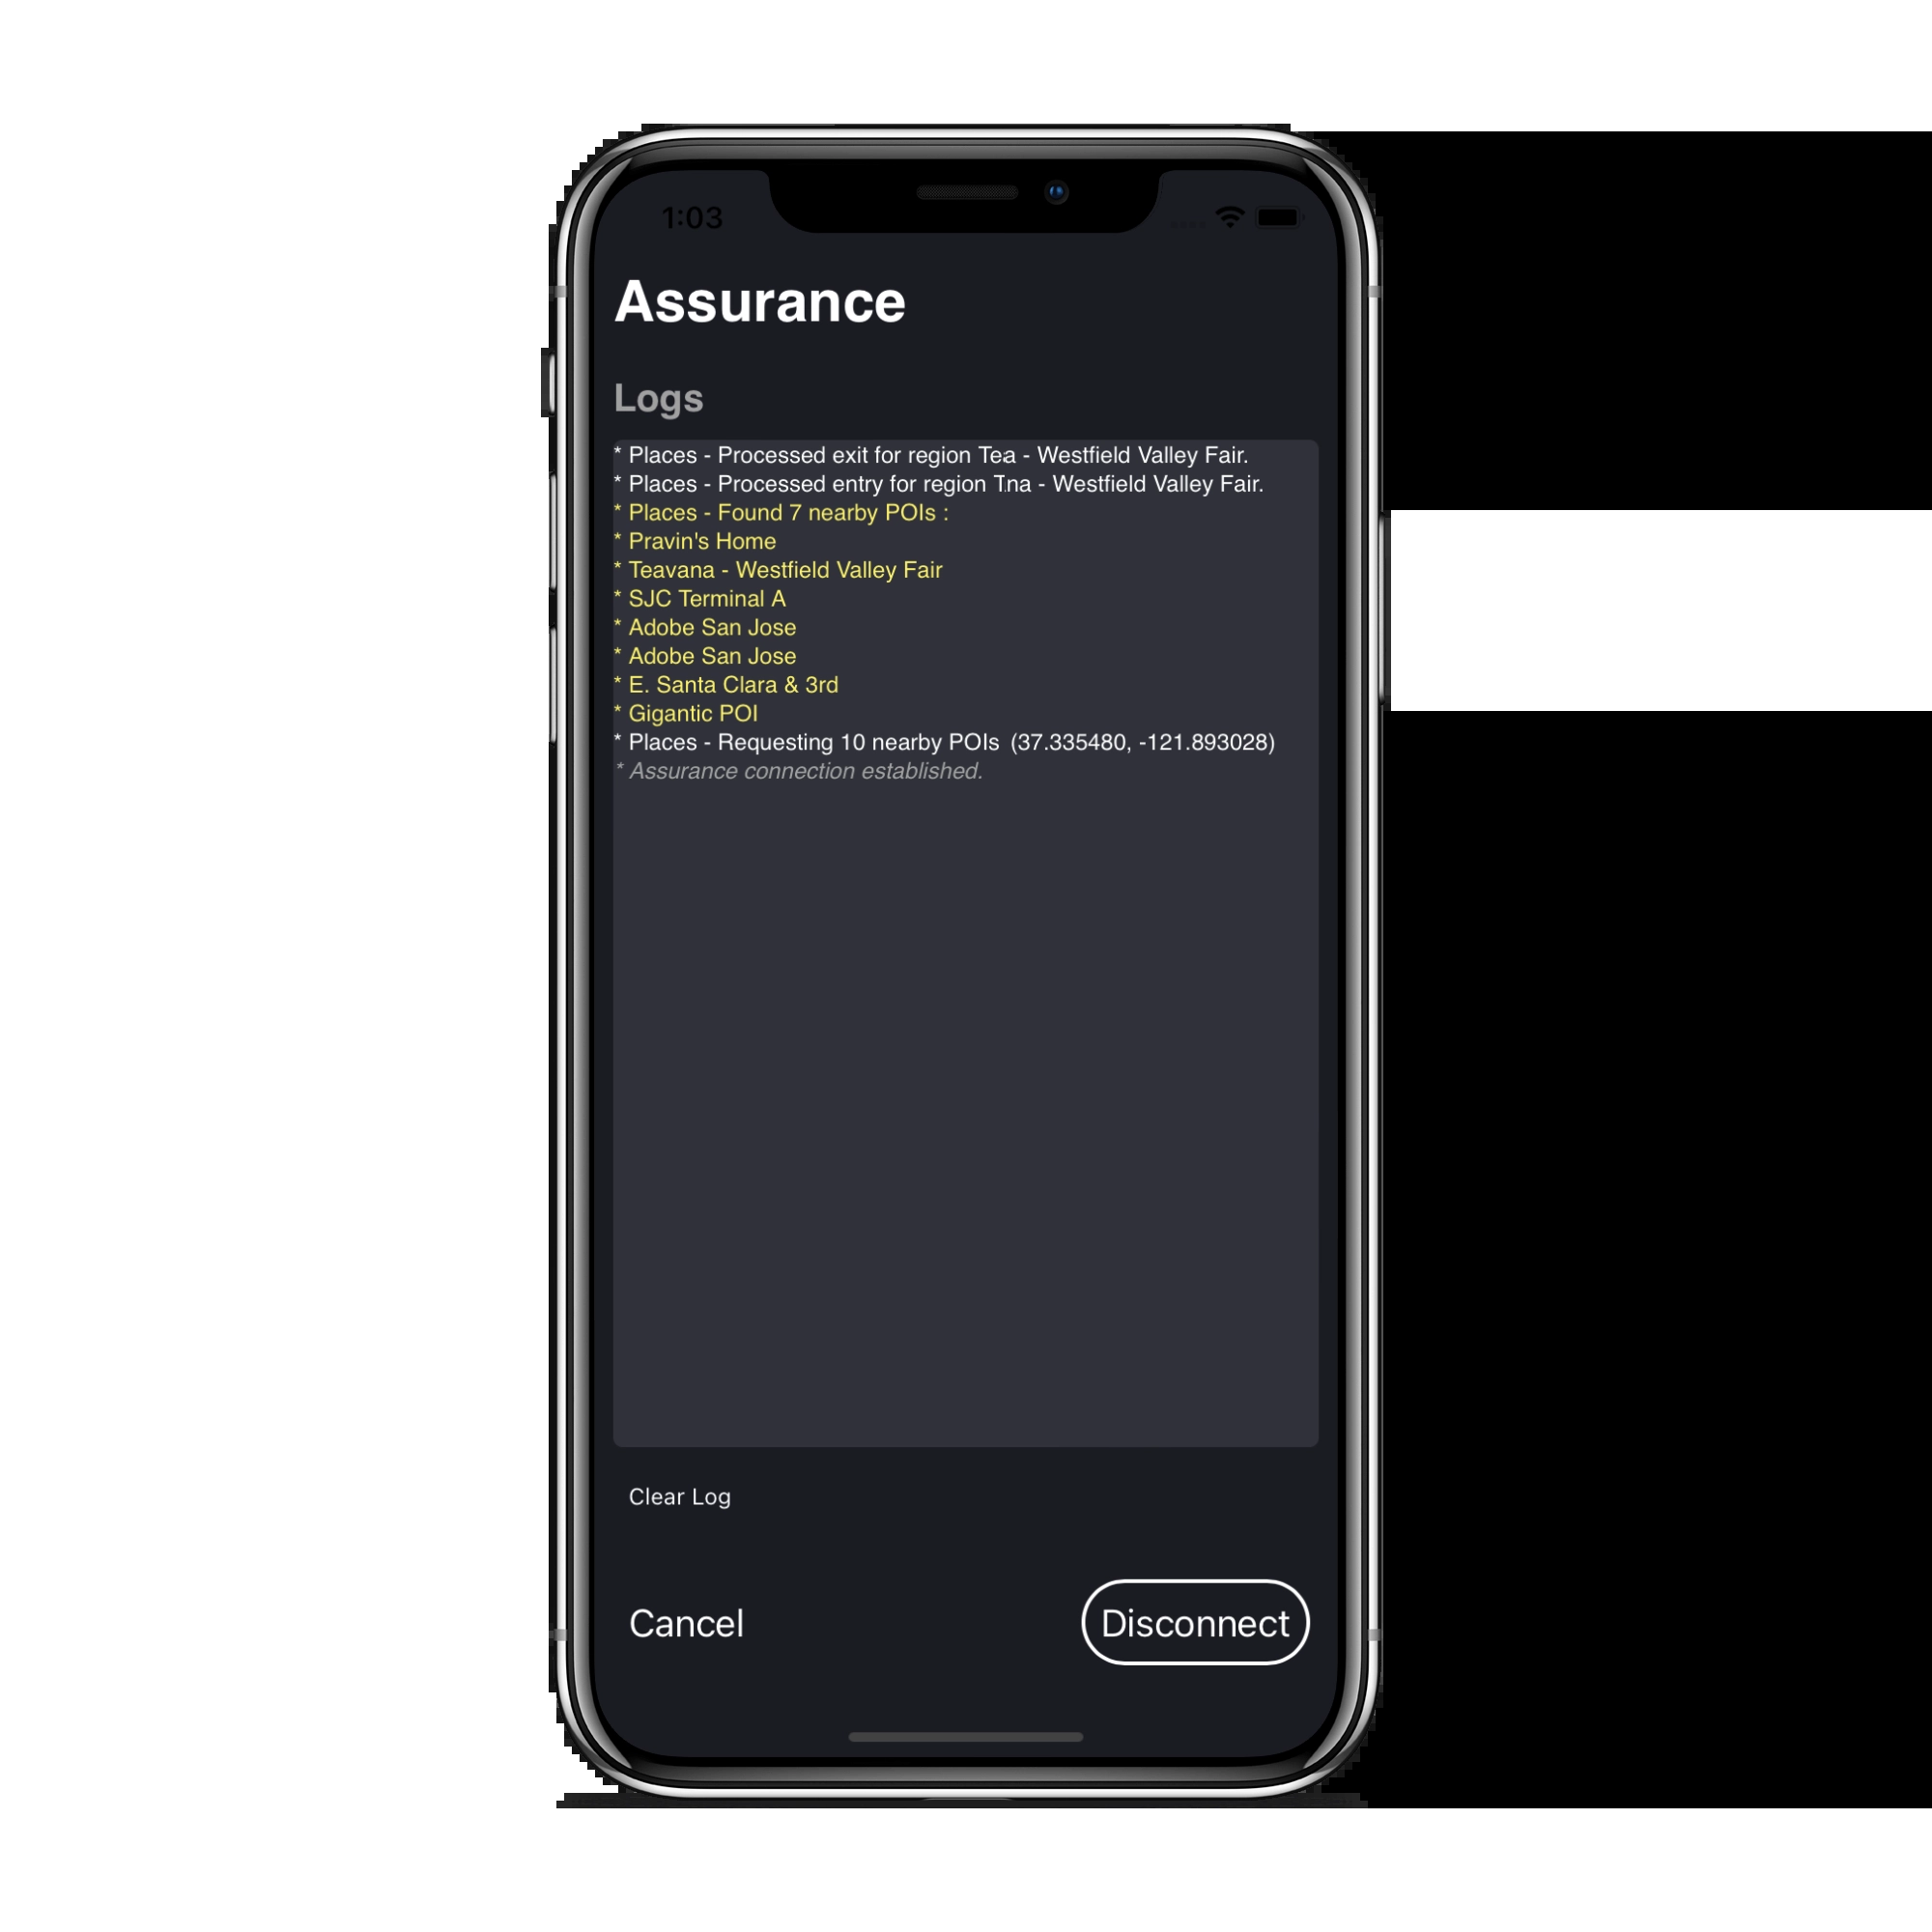 1:03
Assurance
Logs
* Places - Processed exit for region Tea - Westfield Valley Fair.
* Places - Processed entry for region T.na - Westfield Valley Fair.
* Places - Found 7 nearby POIs :
* Pravin's Home
* Teavana - Westfield Valley Fair
* SJC Terminal A
* Adobe San Jose
* Adobe San Jose
* E. Santa Clara & 3rd
* Gigantic POI
* Places - Requesting 10 nearby POIs (37.335480, -121.893028)
* Assurance connection established.
Clear Log
Cancel
Disconnect